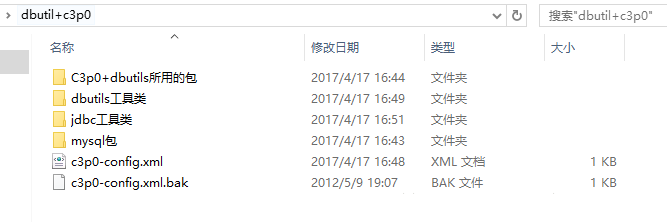 dbutil+c3p0
搜索"dbutil+c3p0"
名称 修改日期 类型 大小
C3p0+dbutils所用的包 2017/4/17 16:44 文件夹
dbutils工具类 2017/4/17 16:49 文件夹
jdbc工具类 2017/4/17 16:51 文件夹
mysql包 2017/4/17 16:43 文件夹
c3p0-config.xml 2017/4/17 16:48 XML 文档 1 KB
c3p0-config.xml.bak 2012/5/9 19:07 BAK 文件 1 KB